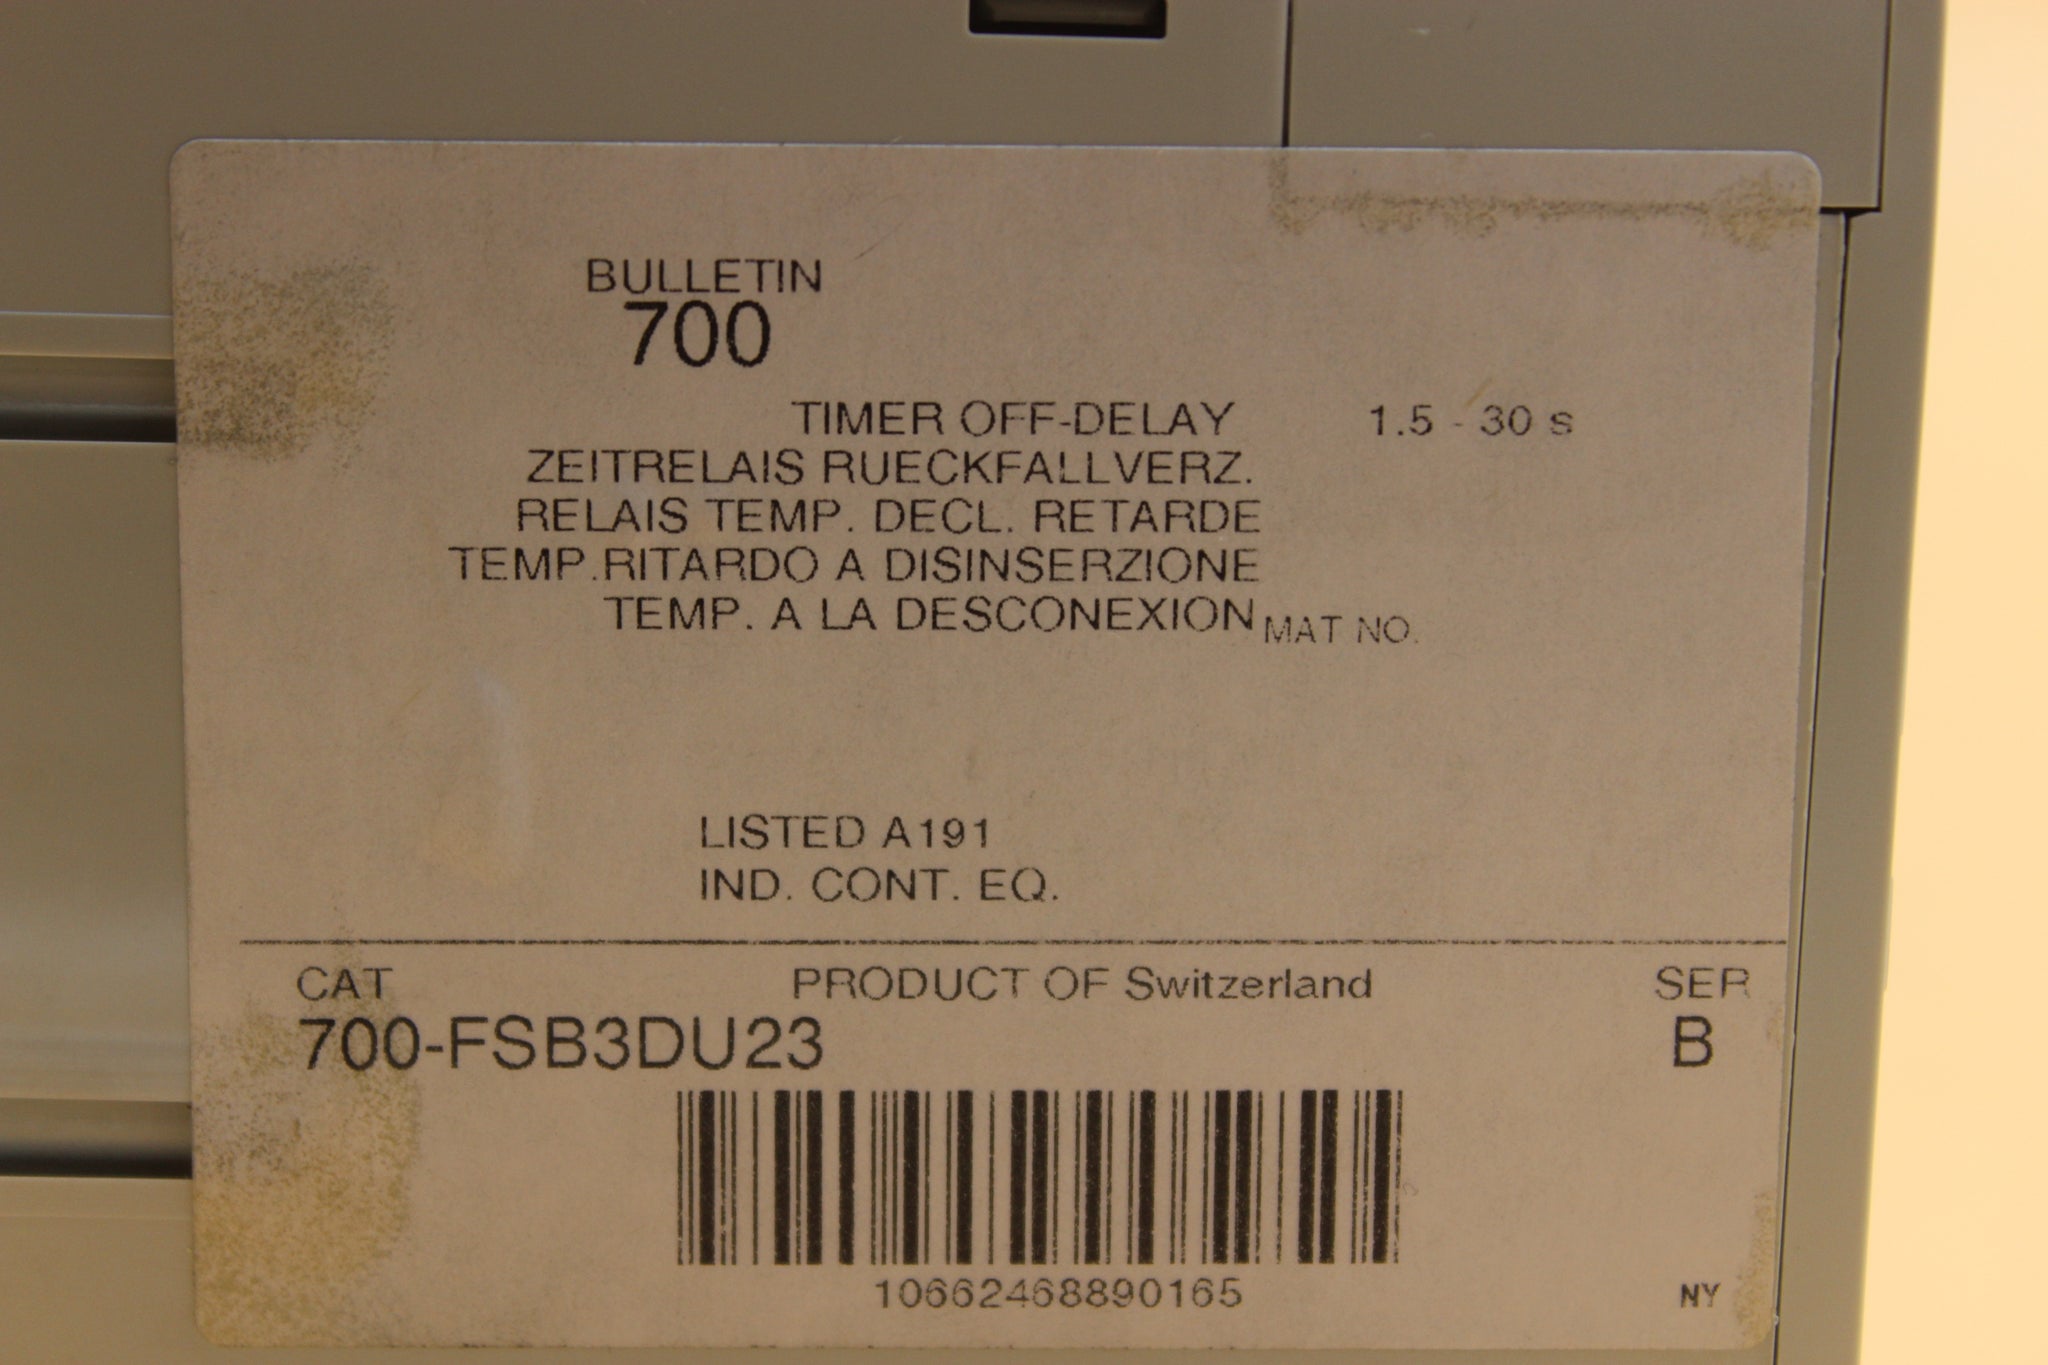 BULLETIN
700
TIMER OFF-DELAY 1.5 - 30 s
ZEITRELAIS RUECKFALLVERZ.
RELAIS TEMP. DECL. RETARDE
TEMP.RITARDO A DISINSERZIONE
TEMP. A LA DESCONEXION MAT NO.
LISTED A191
IND. CONT. EQ.
CAT PRODUCT OF Switzerland SER
700-FSB3DU23 B
10662468890165 NY